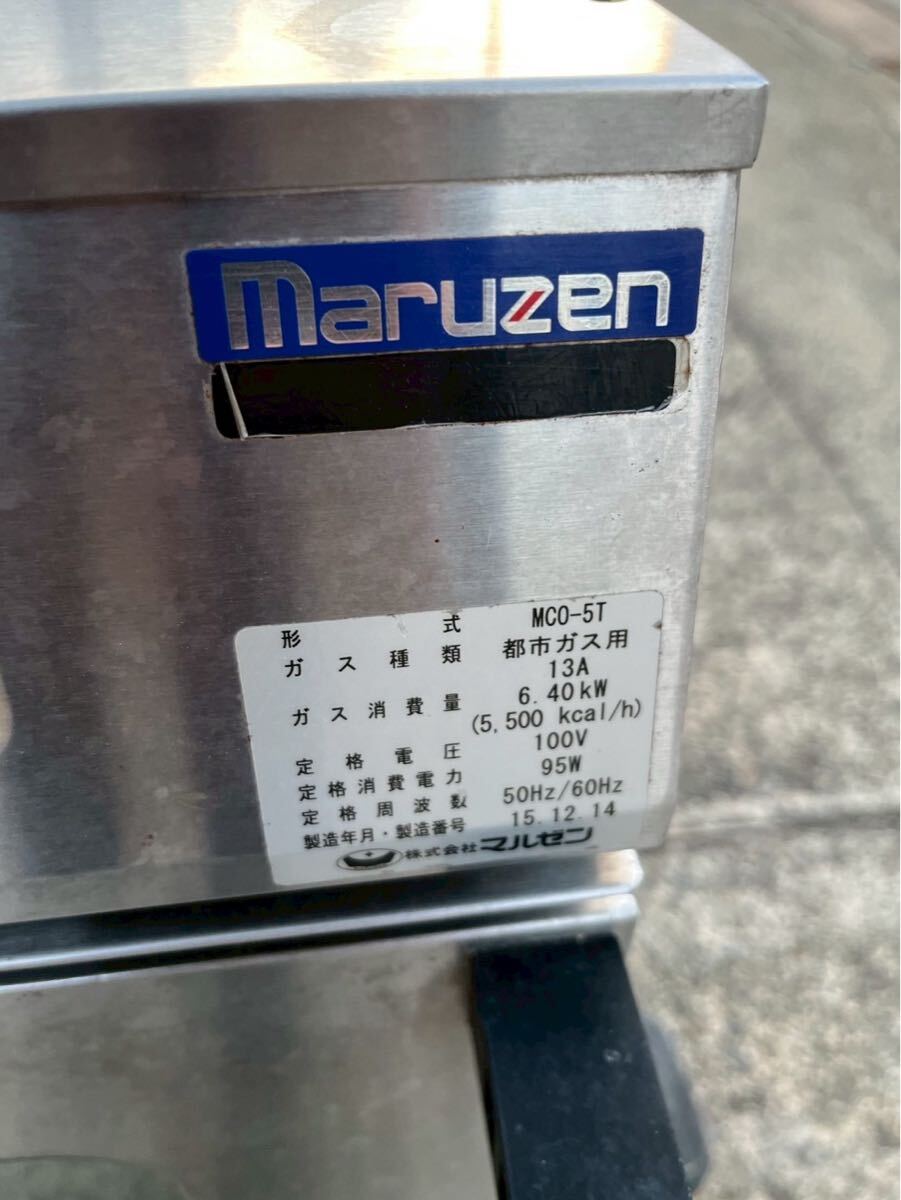 maruzen
形式 MCO-5T
ガス種類 都市ガス用
13A
ガス消費量 6.40kW
(5,500 kcal/h)
定格電圧 100V
定格消費電力 95W
定格周波数 50Hz/60Hz
製造年月・製造番号 15.12.14
株式会社マルゼン